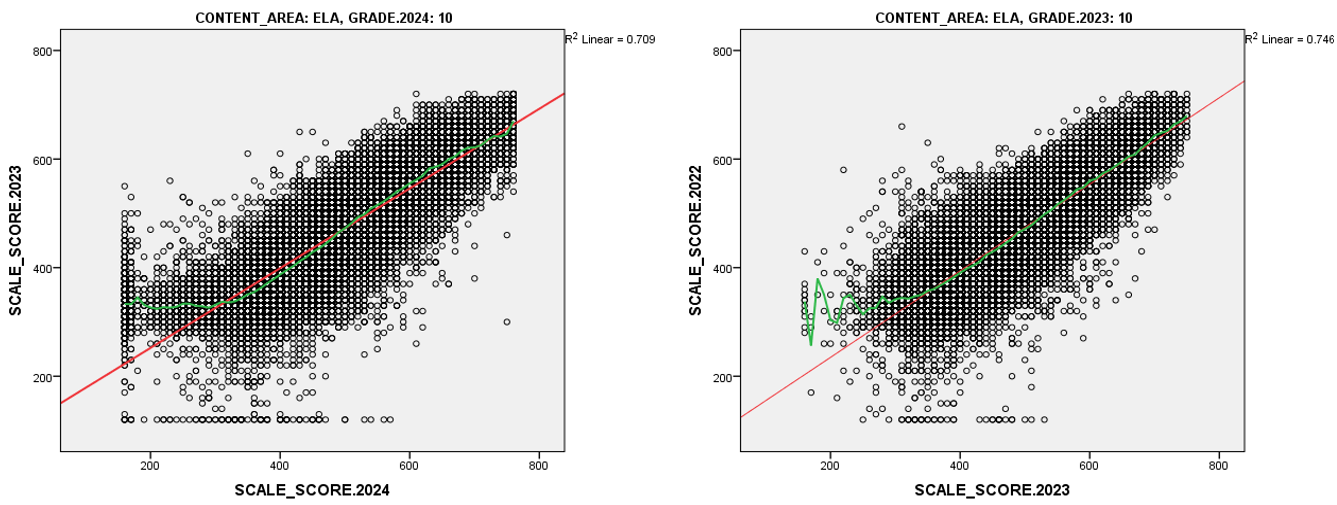 CONTENT_AREA: ELA, GRADE.2024: 10
R2 Linear = 0.709
800
600
400
200
SCALE_SCORE.2023
200 400 600 800
SCALE_SCORE.2024
CONTENT_AREA: ELA, GRADE.2023: 10
R2 Linear = 0.746
800
600
400
200
SCALE_SCORE.2022
200 400 600 800
SCALE_SCORE.2023